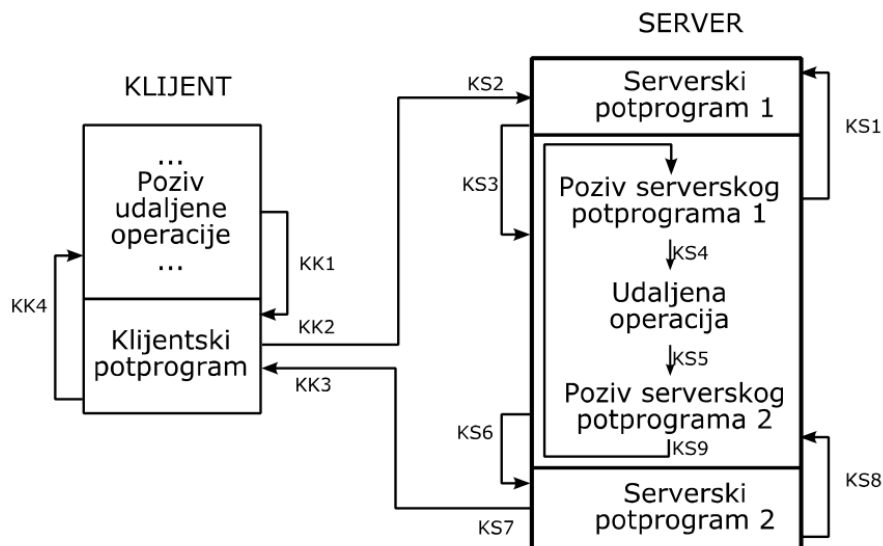 SERVER
KLIJENT
Serverski
potprogram 1
KS2
KS1
...
Poziv
udaljene
operacije
...
KK1
KK4
KS3
Poziv serverskog
potprograma 1
KS4
Udaljena
operacija
KS5
Klijentski
potprogram
KK2
KK3
Poziv serverskog
potprograma 2
KS6
KS9
KS8
KS7
Serverski
potprogram 2